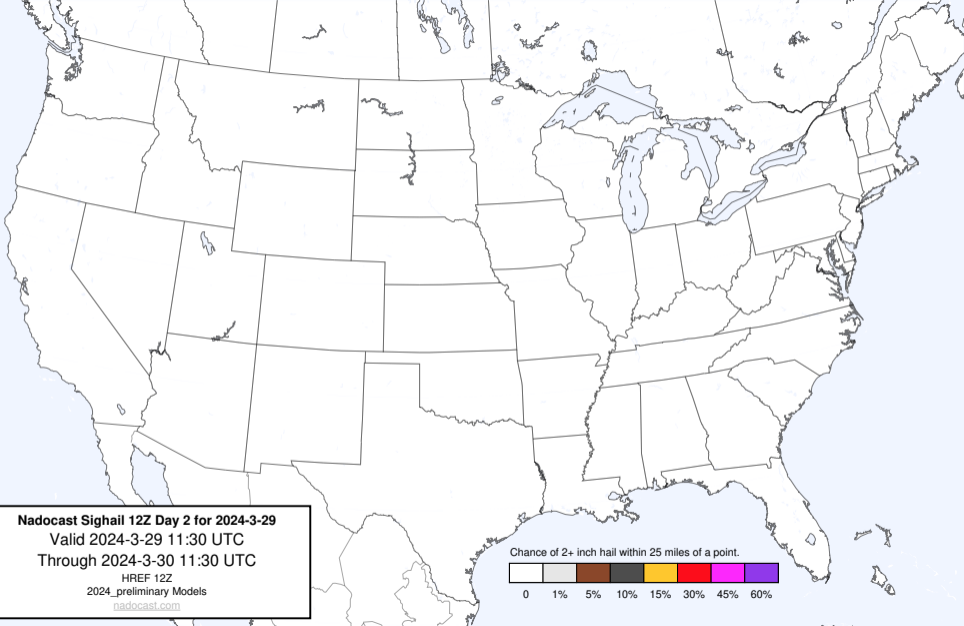 Nadocast Sighail 12Z Day 2 for 2024-3-29
Valid 2024-3-29 11:30 UTC
Through 2024-3-30 11:30 UTC
HREF 12Z
2024_preliminary Models
nadocast.com
Chance of 2+ inch hail within 25 miles of a point.
0 1% 5% 10% 15% 30% 45% 60%